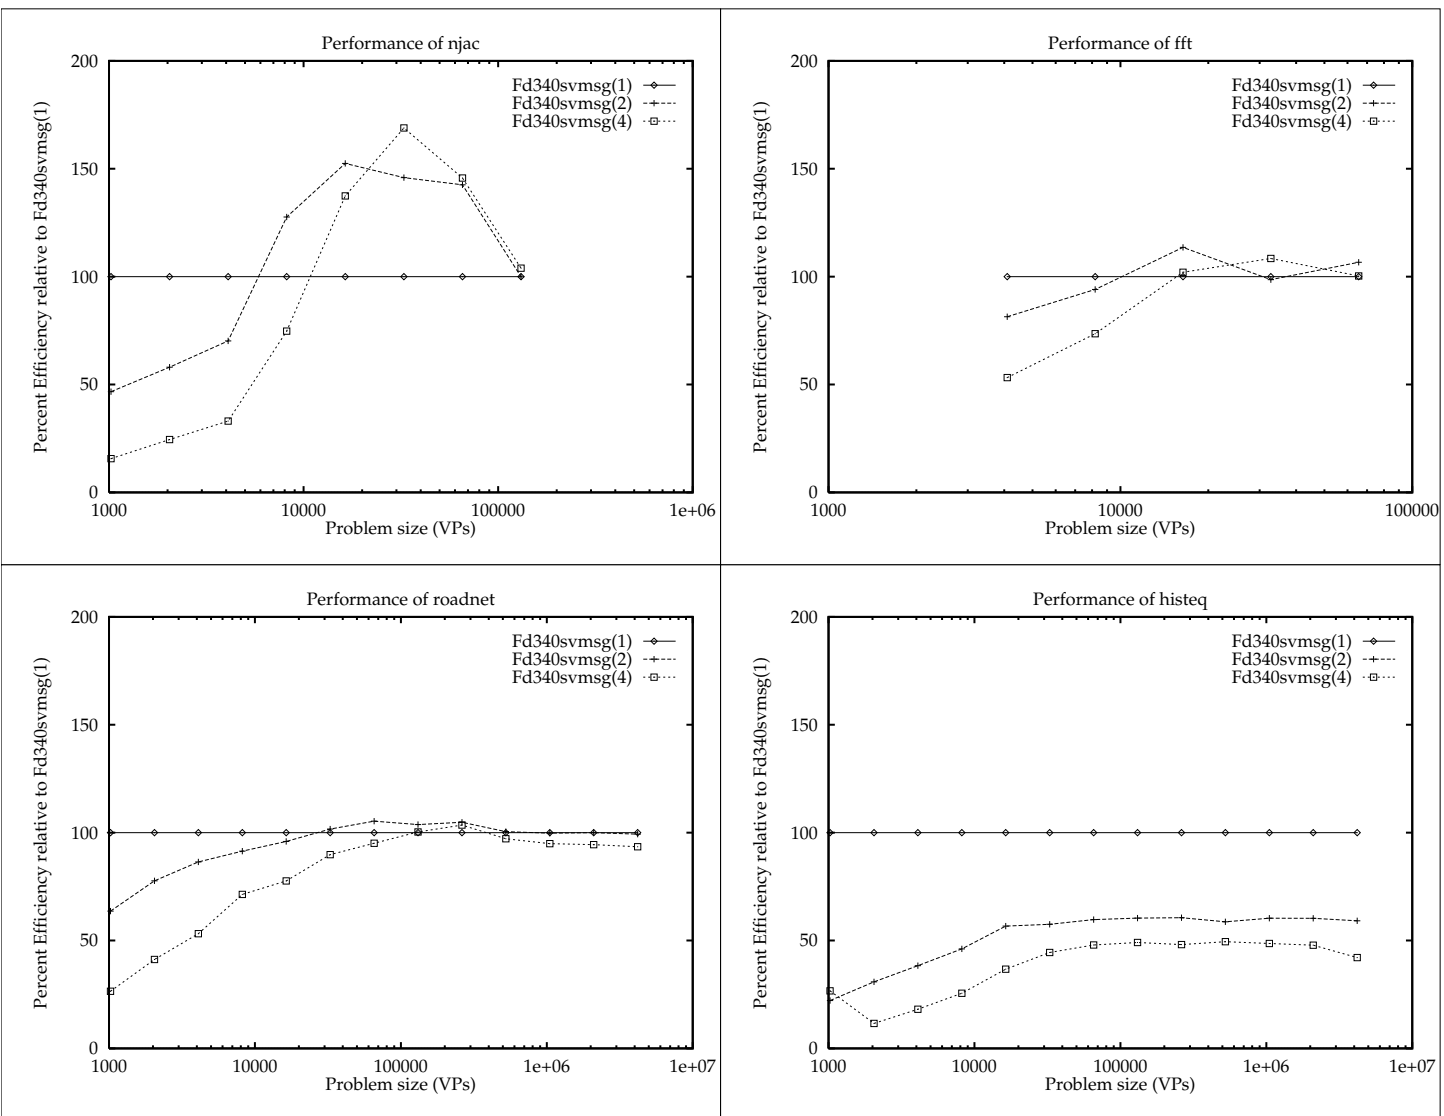 Performance of njac
Percent Efficiency relative to Fd340svmsg(1)
200
150
100
50
0
Fd340svmsg(1)
Fd340svmsg(2)
Fd340svmsg(4)
1000 10000 100000 1e+06
Problem size (VPs)
Performance of fft
Percent Efficiency relative to Fd340svmsg(1)
200
150
100
50
0
Fd340svmsg(1)
Fd340svmsg(2)
Fd340svmsg(4)
1000 10000 100000
Problem size (VPs)
Performance of roadnet
Percent Efficiency relative to Fd340svmsg(1)
200
150
100
50
0
Fd340svmsg(1)
Fd340svmsg(2)
Fd340svmsg(4)
1000 10000 100000 1e+06 1e+07
Problem size (VPs)
Performance of histeq
Percent Efficiency relative to Fd340svmsg(1)
200
150
100
50
0
Fd340svmsg(1)
Fd340svmsg(2)
Fd340svmsg(4)
1000 10000 100000 1e+06 1e+07
Problem size (VPs)